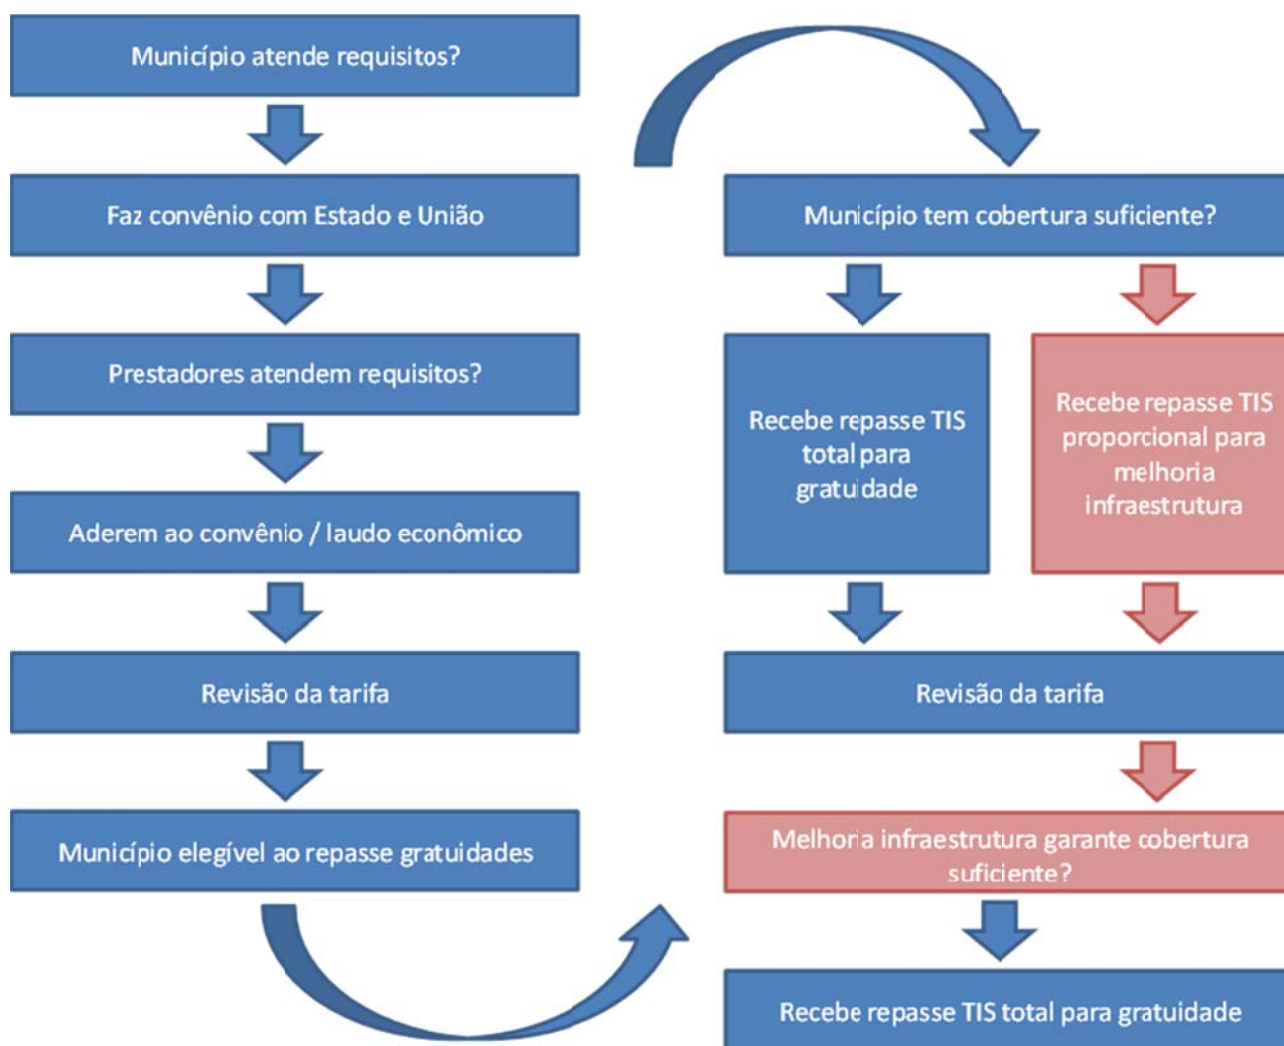 Município atende requisitos?
Faz convênio com Estado e União
Prestadores atendem requisitos?
Aderem ao convênio / laudo econômico
Revisão da tarifa
Município elegível ao repasse gratuidades
Município tem cobertura suficiente?
Recebe repasse TIS
total para
gratuidade
Recebe repasse TIS
proporcional para
melhoria
infraestrutura
Revisão da tarifa
Melhoria infraestrutura garante cobertura
suficiente?
Recebe repasse TIS total para gratuidade